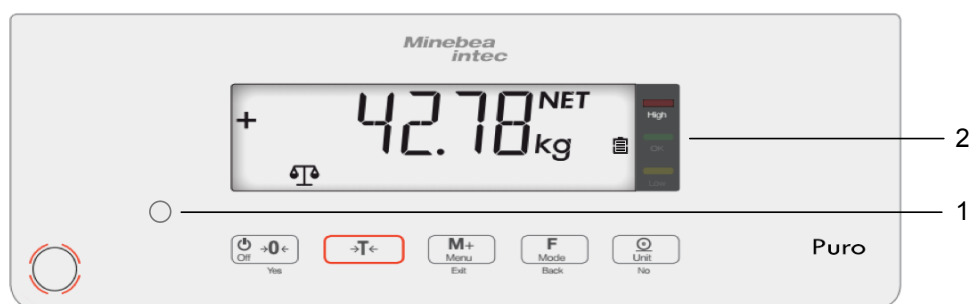 Minebea
intec
+ 42.78 NET
kg
High
OK
Low
2
1
Off →0← →T← M+ F
Menu Mode Unit
Yes Exit Back No
Puro